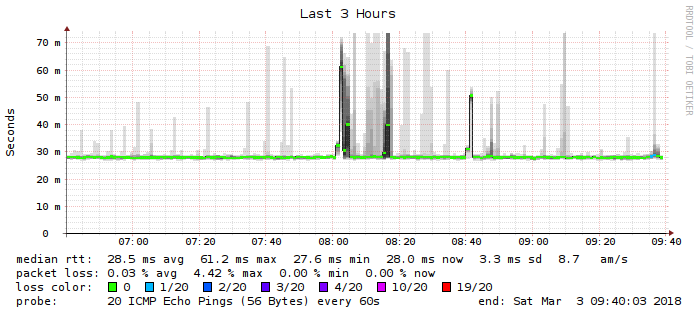 Last 3 Hours
RRDTOOL / TOBI OETIKER
Seconds
70 m
60 m
50 m
40 m
30 m
20 m
10 m
0
07:00 07:20 07:40 08:00 08:20 08:40 09:00 09:20 09:40
median rtt: 28.5 ms avg 61.2 ms max 27.6 ms min 28.0 ms now 3.3 ms sd 8.7 am/s
packet loss: 0.03 % avg 4.42 % max 0.00 % min 0.00 % now
loss color: 0 1/20 2/20 3/20 4/20 10/20 19/20
probe: 20 ICMP Echo Pings (56 Bytes) every 60s end: Sat Mar 3 09:40:03 2018